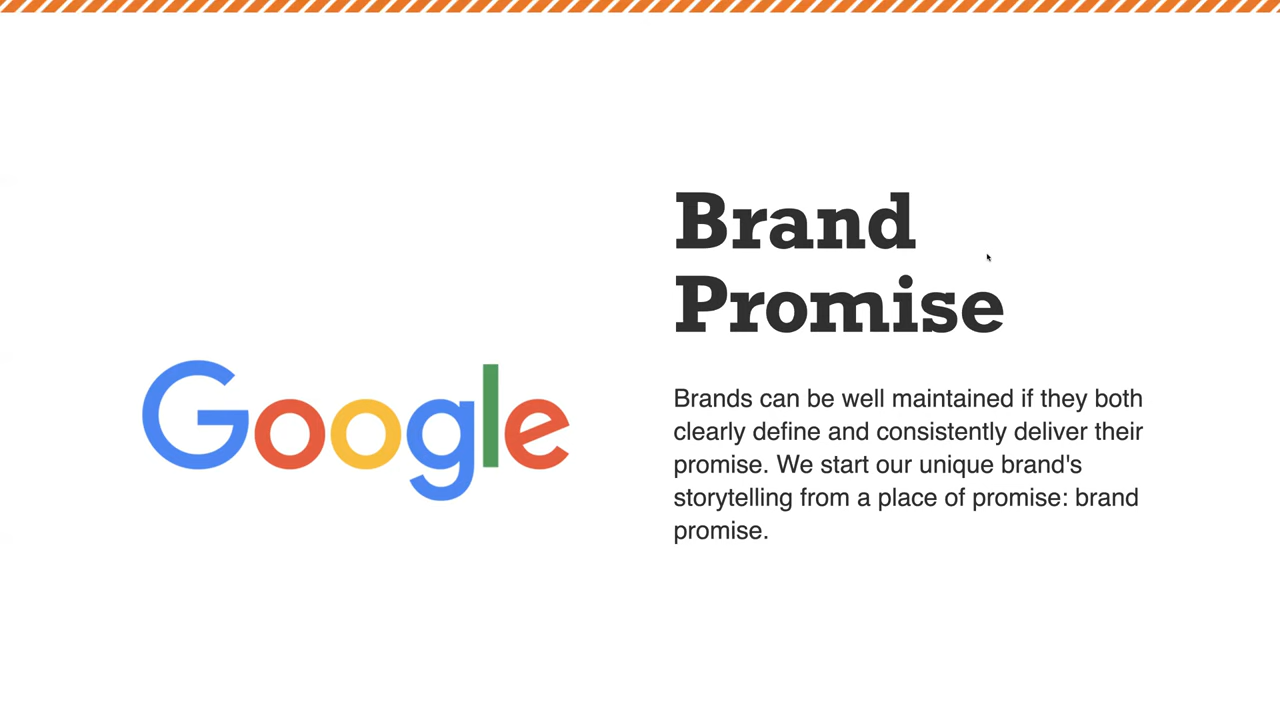 Brand
Promise
Google
Brands can be well maintained if they both
clearly define and consistently deliver their
promise. We start our unique brand's
storytelling from a place of promise: brand
promise.